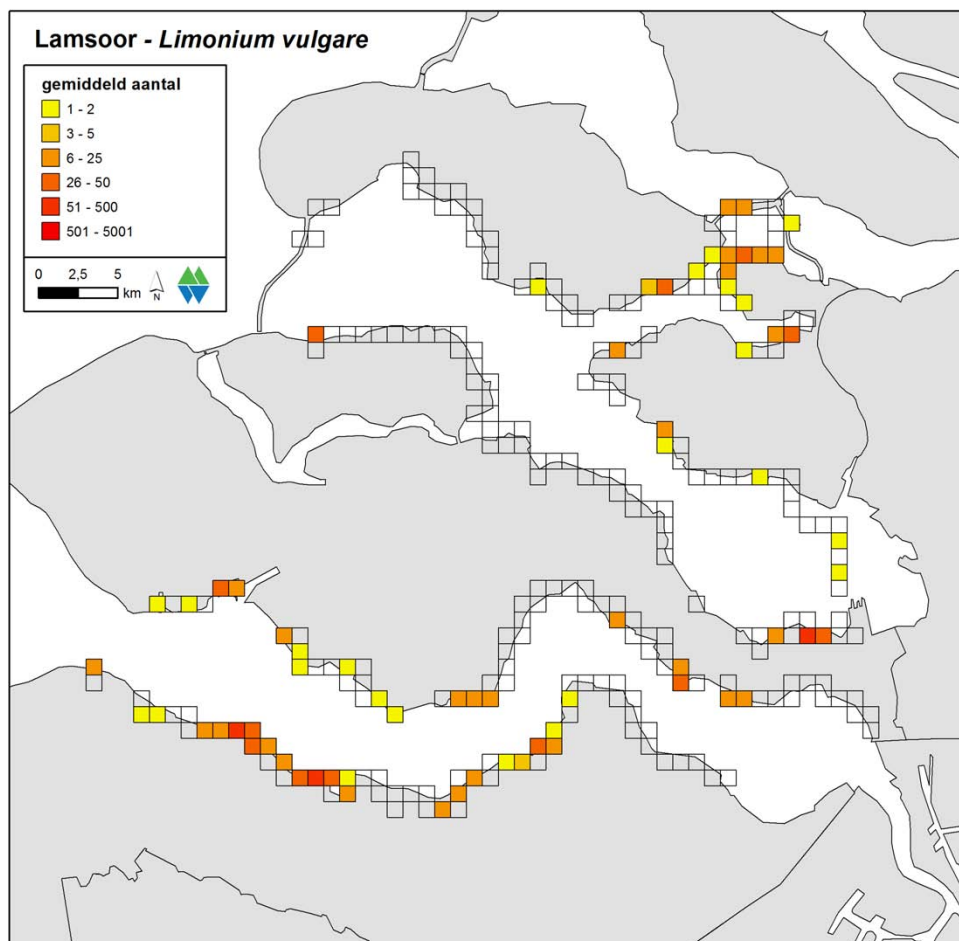 Lamsoor - Limonium vulgare
gemiddeld aantal
1 - 2
3 - 5
6 - 25
26 - 50
51 - 500
501 - 5001
0 2,5 5
km N